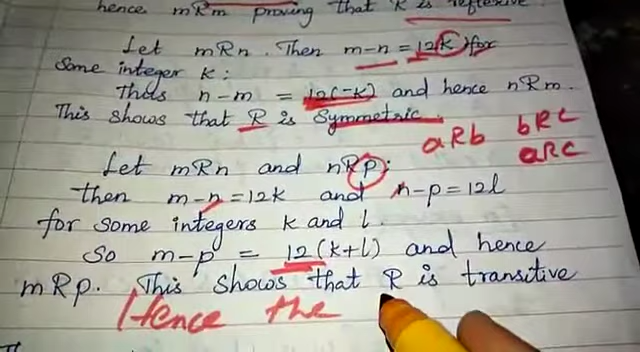 hence mRm proving that R is reflexive
Let mRn. Then m-n = 12(k) for
some integer k:
thus n-m = 12(-k) and hence nRm.
This shows that R is Symmetric.
aRb bRC
aRC
Let mRn and nRp;
then m-n = 12k and n-p = 12l
for some integers k and l.
So m-p = 12(k+l) and hence
mRp. This shows that R is transitive
Hence the